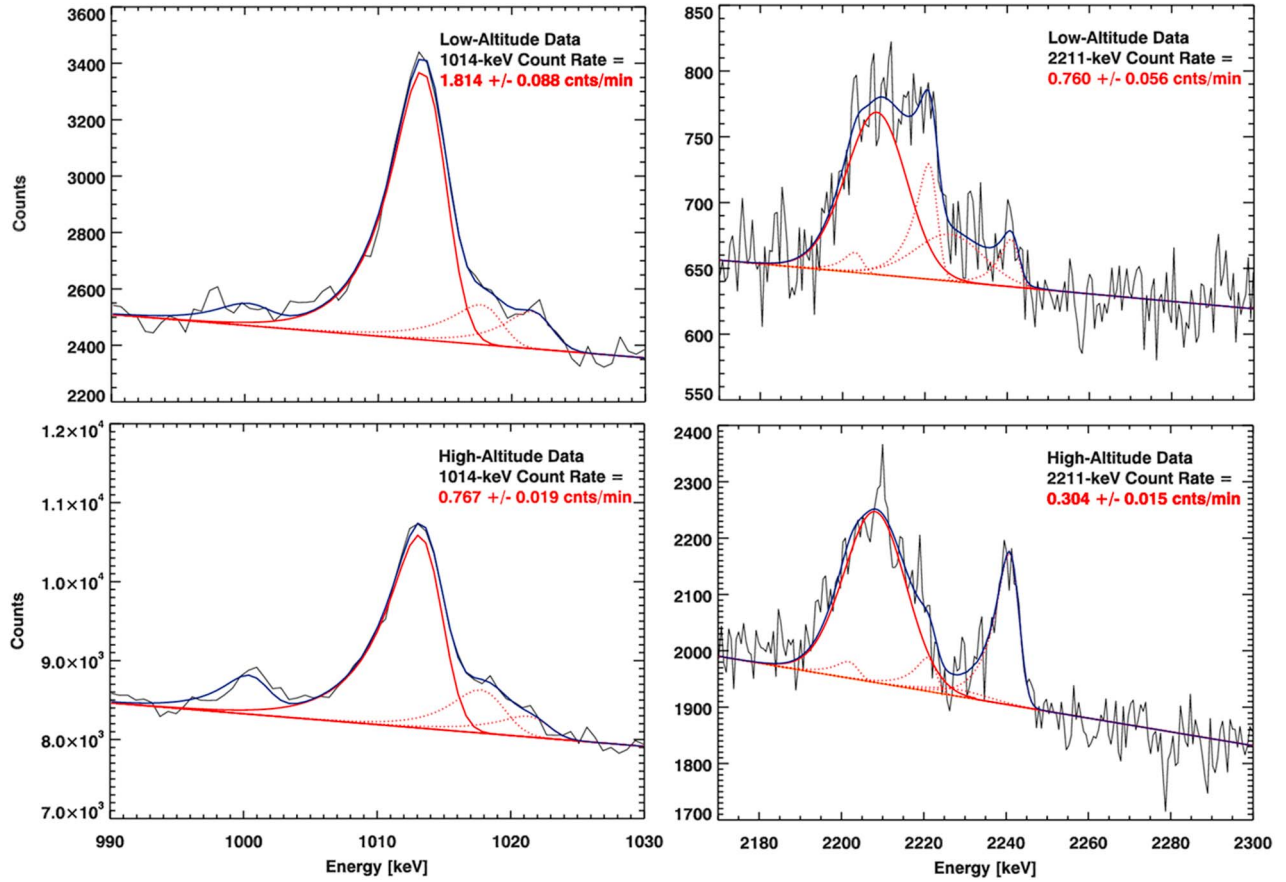 3600
3400
3200
3000
2800
2600
2400
2200
Counts
Low-Altitude Data
1014-keV Count Rate =
1.814 +/- 0.088 cnts/min
850
800
750
700
650
600
550
Low-Altitude Data
2211-keV Count Rate =
0.760 +/- 0.056 cnts/min
1.2×10⁴
1.1×10⁴
1.0×10⁴
9.0×10³
8.0×10³
7.0×10³
Counts
High-Altitude Data
1014-keV Count Rate =
0.767 +/- 0.019 cnts/min
990 1000 1010 1020 1030
Energy [keV]
2400
2300
2200
2100
2000
1900
1800
1700
High-Altitude Data
2211-keV Count Rate =
0.304 +/- 0.015 cnts/min
2180 2200 2220 2240 2260 2280 2300
Energy [keV]